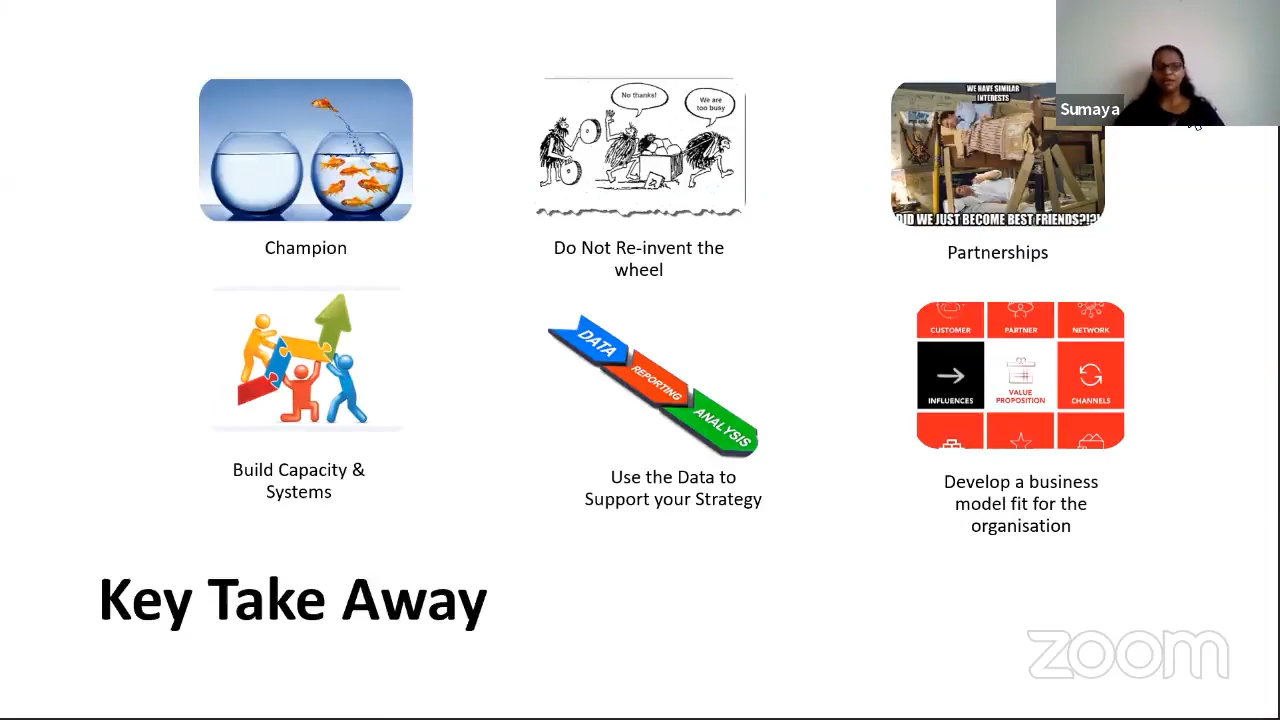 Sumaya
WE HAVE SIMILAR
INTERESTS
No thanks!
We are
too busy
DID WE JUST BECOME BEST FRIENDS?!?!
Champion
Do Not Re-invent the
wheel
Partnerships
CUSTOMER
PARTNER
NETWORK
INFLUENCES
VALUE
PROPOSITION
CHANNELS
DATA
REPORTING
ANALYSIS
Build Capacity &
Systems
Use the Data to
Support your Strategy
Develop a business
model fit for the
organisation
Key Take Away
zoom